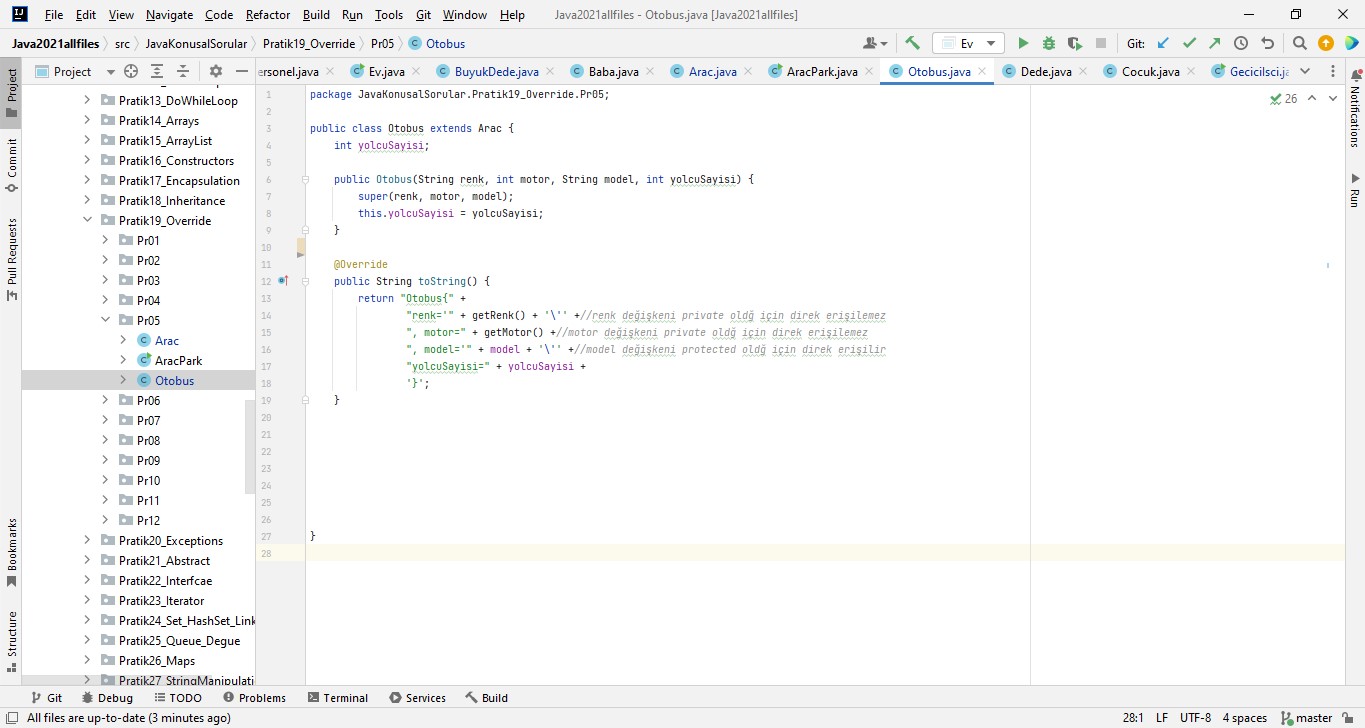 File Edit View Navigate Code Refactor Build Run Tools Git Window Help Java2021allfiles - Otobus.java [Java2021allfiles]
Java2021allfiles src JavaKonusalSorular Pratik19_Override Pr05 Otobus Ev Git:
Project ersonel.java Ev.java BuyukDede.java Baba.java Arac.java AracPark.java Otobus.java Dede.java Cocuk.java Gecicilsci.ja
Project
Commit
Pull Requests
Bookmarks
Structure
Pratik13_DoWhileLoop
Pratik14_Arrays
Pratik15_ArrayList
Pratik16_Constructors
Pratik17_Encapsulation
Pratik18_Inheritance
Pratik19_Override
Pr01
Pr02
Pr03
Pr04
Pr05
Arac
AracPark
Otobus
Pr06
Pr07
Pr08
Pr09
Pr10
Pr11
Pr12
Pratik20_Exceptions
Pratik21_Abstract
Pratik22_Interfcae
Pratik23_Iterator
Pratik24_Set_HashSet_Link
Pratik25_Queue_Degue
Pratik26_Maps
Pratik27_StringManipulati
1 package JavaKonusalSorular.Pratik19_Override.Pr05;
2
3 public class Otobus extends Arac {
4 int yolcuSayisi;
5
6 public Otobus(String renk, int motor, String model, int yolcuSayisi) {
7 super(renk, motor, model);
8 this.yolcuSayisi = yolcuSayisi;
9 }
10
11 @Override
12 public String toString() {
13 return "Otobus{" +
14 "renk='" + getRenk() + '\'' +//renk değişkeni private oldğ için direk erişilemez
15 ", motor=" + getMotor() +//motor değişkeni private oldğ için direk erişilemez
16 ", model='" + model + '\'' +//model değişkeni protected oldğ için direk erişilir
17 "yolcuSayisi=" + yolcuSayisi +
18 '}';
19 }
20
21
22
23
24
25
26
27 }
28
26
Notifications
Run
Git Debug TODO Problems Terminal Services Build
All files are up-to-date (3 minutes ago) 28:1 LF UTF-8 4 spaces master